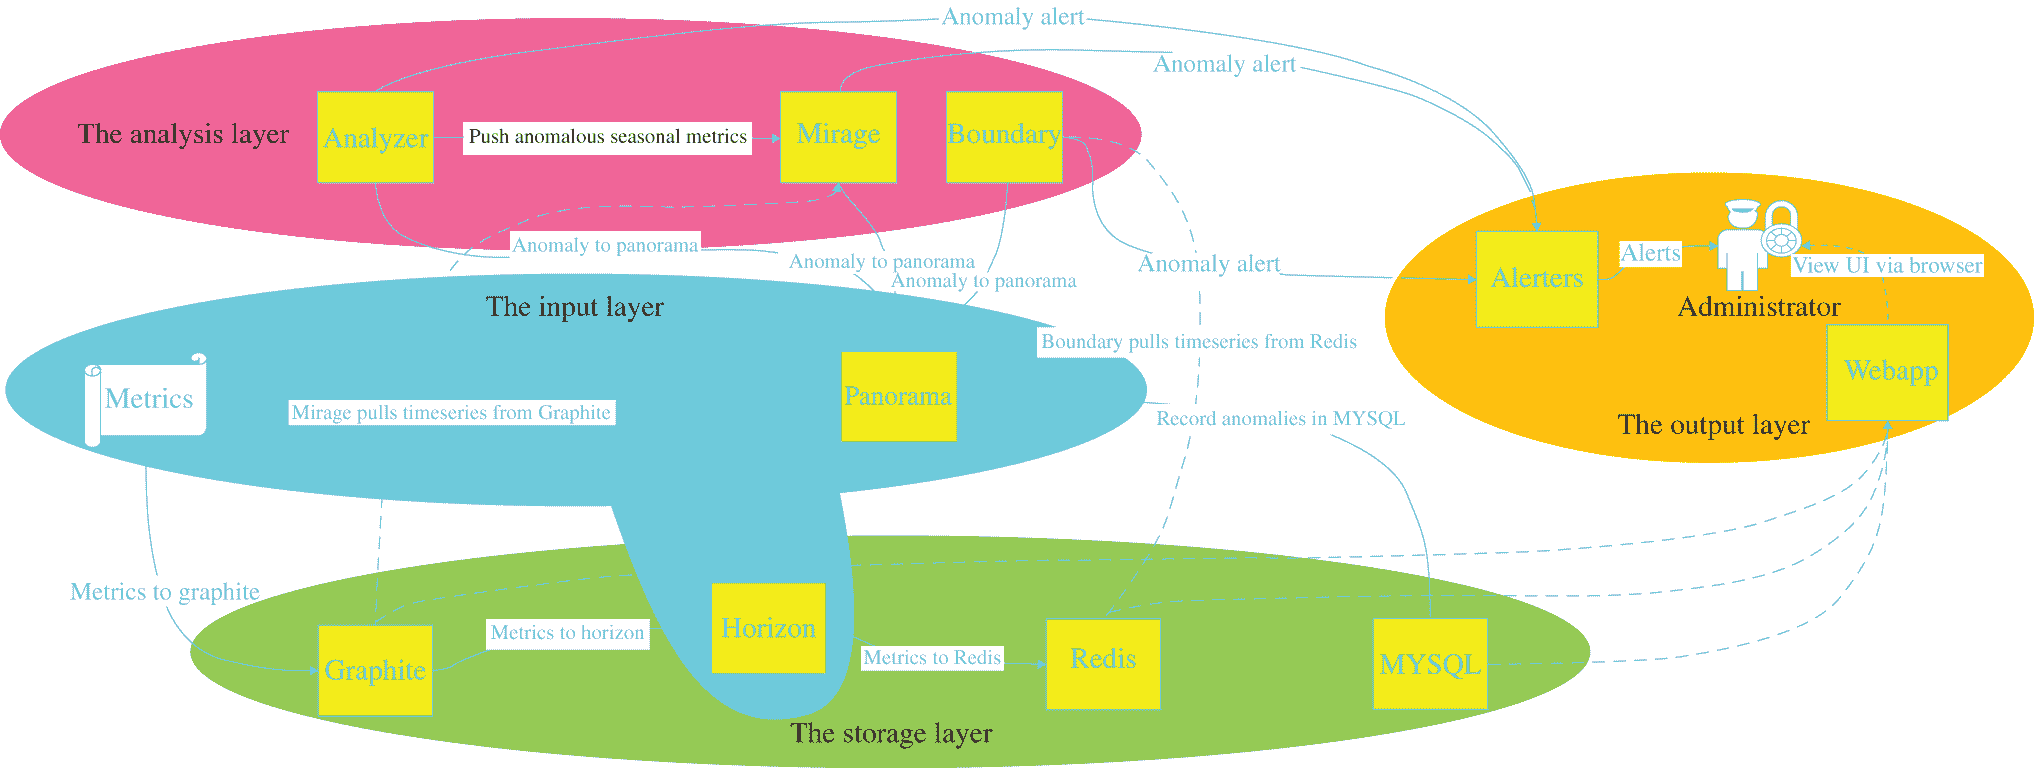 Anomaly alert
Anomaly alert
The analysis layer
Analyzer
Push anomalous seasonal metrics
Mirage
Boundary
Anomaly to panorama
Anomaly to panorama
Anomaly to panorama
Anomaly alert
Alerters
Alerts
View UI via browser
Administrator
The input layer
Boundary pulls timeseries from Redis
Webapp
Metrics
Mirage pulls timeseries from Graphite
Panorama
Record anomalies in MYSQL
The output layer
Metrics to graphite
Graphite
Metrics to horizon
Horizon
Metrics to Redis
Redis
MYSQL
The storage layer